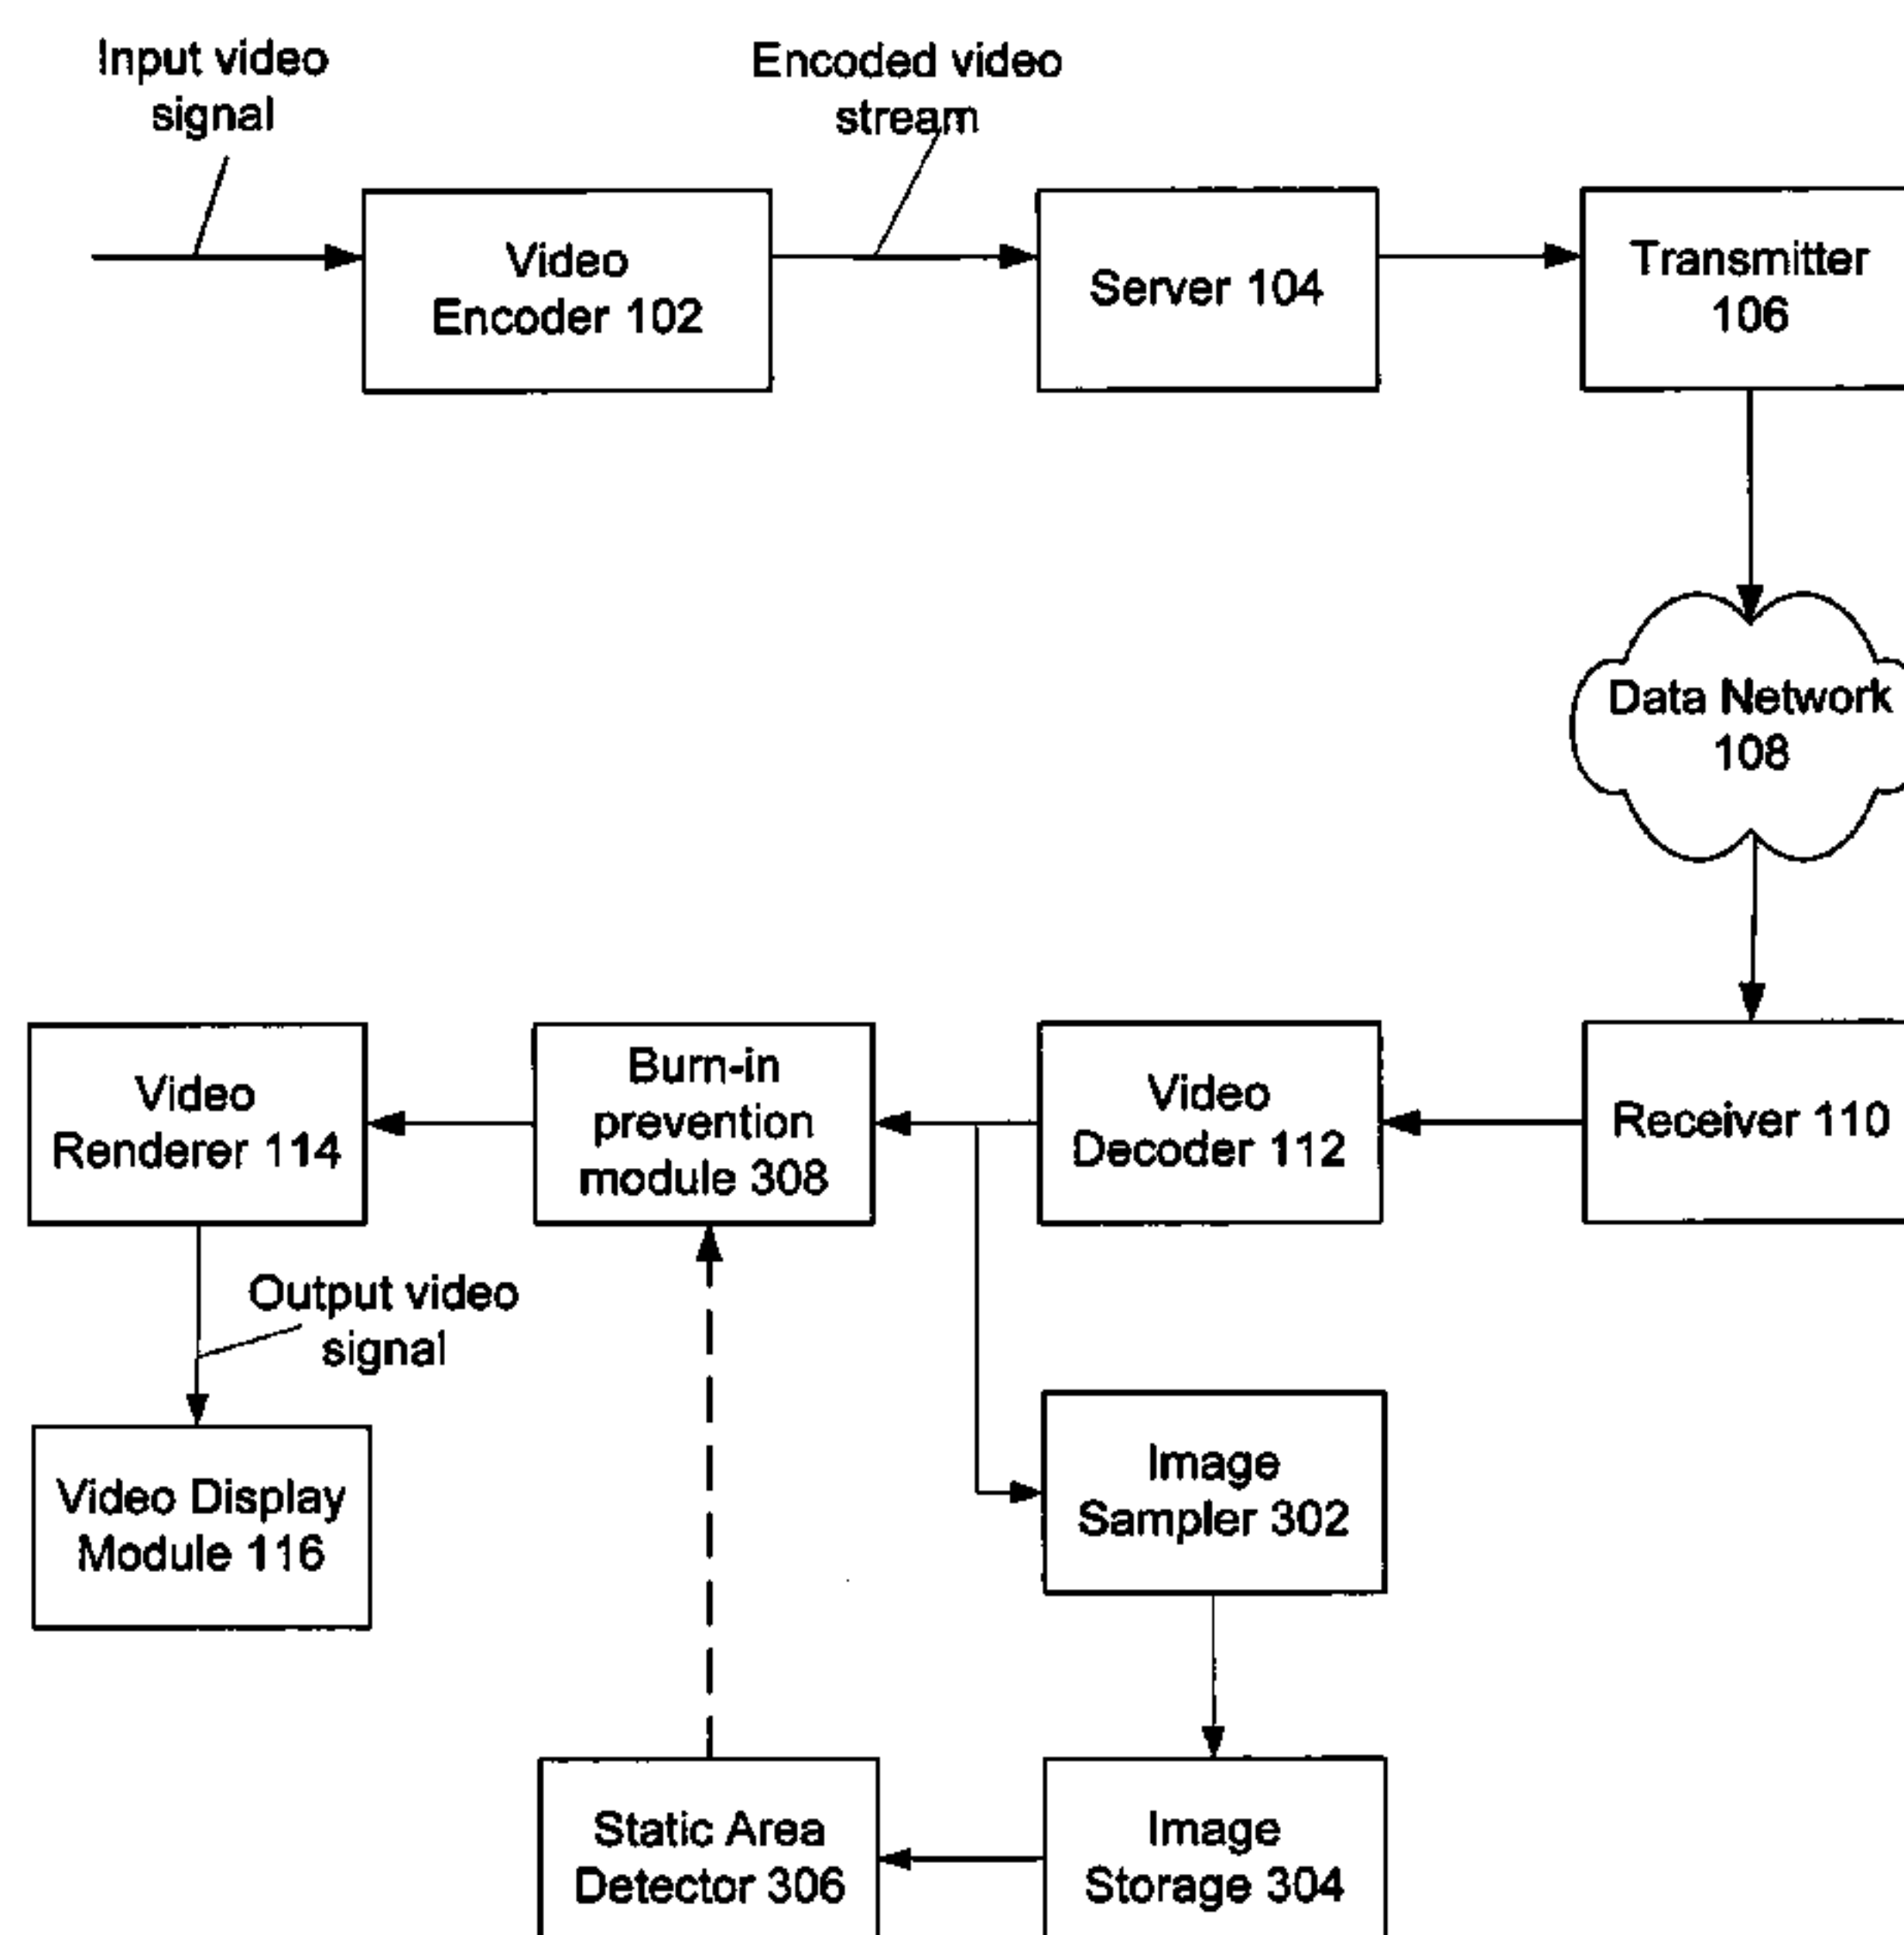 Input video
signal
Encoded video
stream
Video
Encoder 102
Server 104
Transmitter
106
Data Network
108
Video
Renderer 114
Burn-in
prevention
module 308
Video
Decoder 112
Receiver 110
Output video
signal
Video Display
Module 116
Image
Sampler 302
Static Area
Detector 306
Image
Storage 304